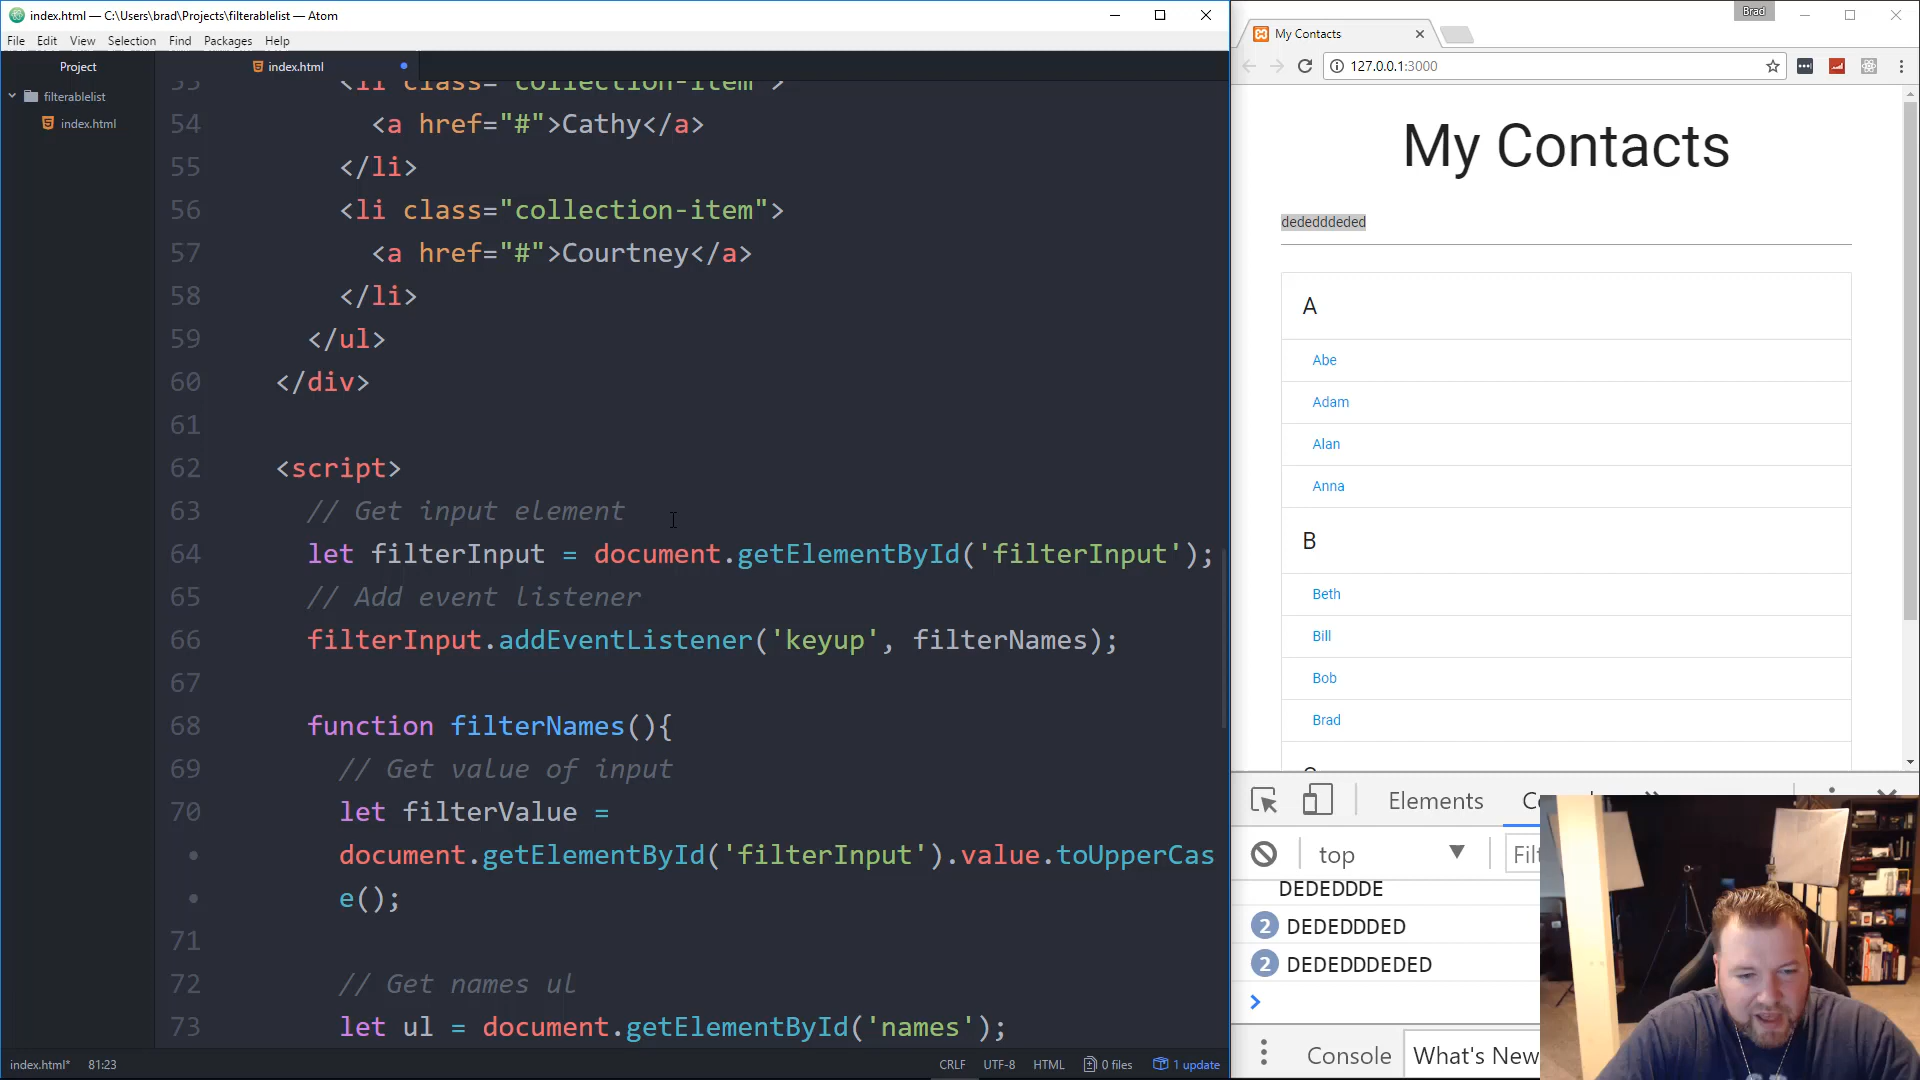 index.html — C:\Users\brad\Projects\filterablelist — Atom
File Edit View Selection Find Packages Help
Project
filterablelist
index.html
index.html
53 <li class="collection-item">
54 <a href="#">Cathy</a>
55 </li>
56 <li class="collection-item">
57 <a href="#">Courtney</a>
58 </li>
59 </ul>
60 </div>
61
62 <script>
63 // Get input element
64 let filterInput = document.getElementById('filterInput');
65 // Add event listener
66 filterInput.addEventListener('keyup', filterNames);
67
68 function filterNames(){
69 // Get value of input
70 let filterValue =
• document.getElementById('filterInput').value.toUpperCas
• e();
71
72 // Get names ul
73 let ul = document.getElementById('names');
index.html* 81:23 CRLF UTF-8 HTML 0 files 1 update
Brad
My Contacts
127.0.0.1:3000
My Contacts
dededddeded
A
Abe
Adam
Alan
Anna
B
Beth
Bill
Bob
Brad
Elements
top
DEDEDDDE
2 DEDEDDDED
2 DEDEDDDEDED
>
Console What's New